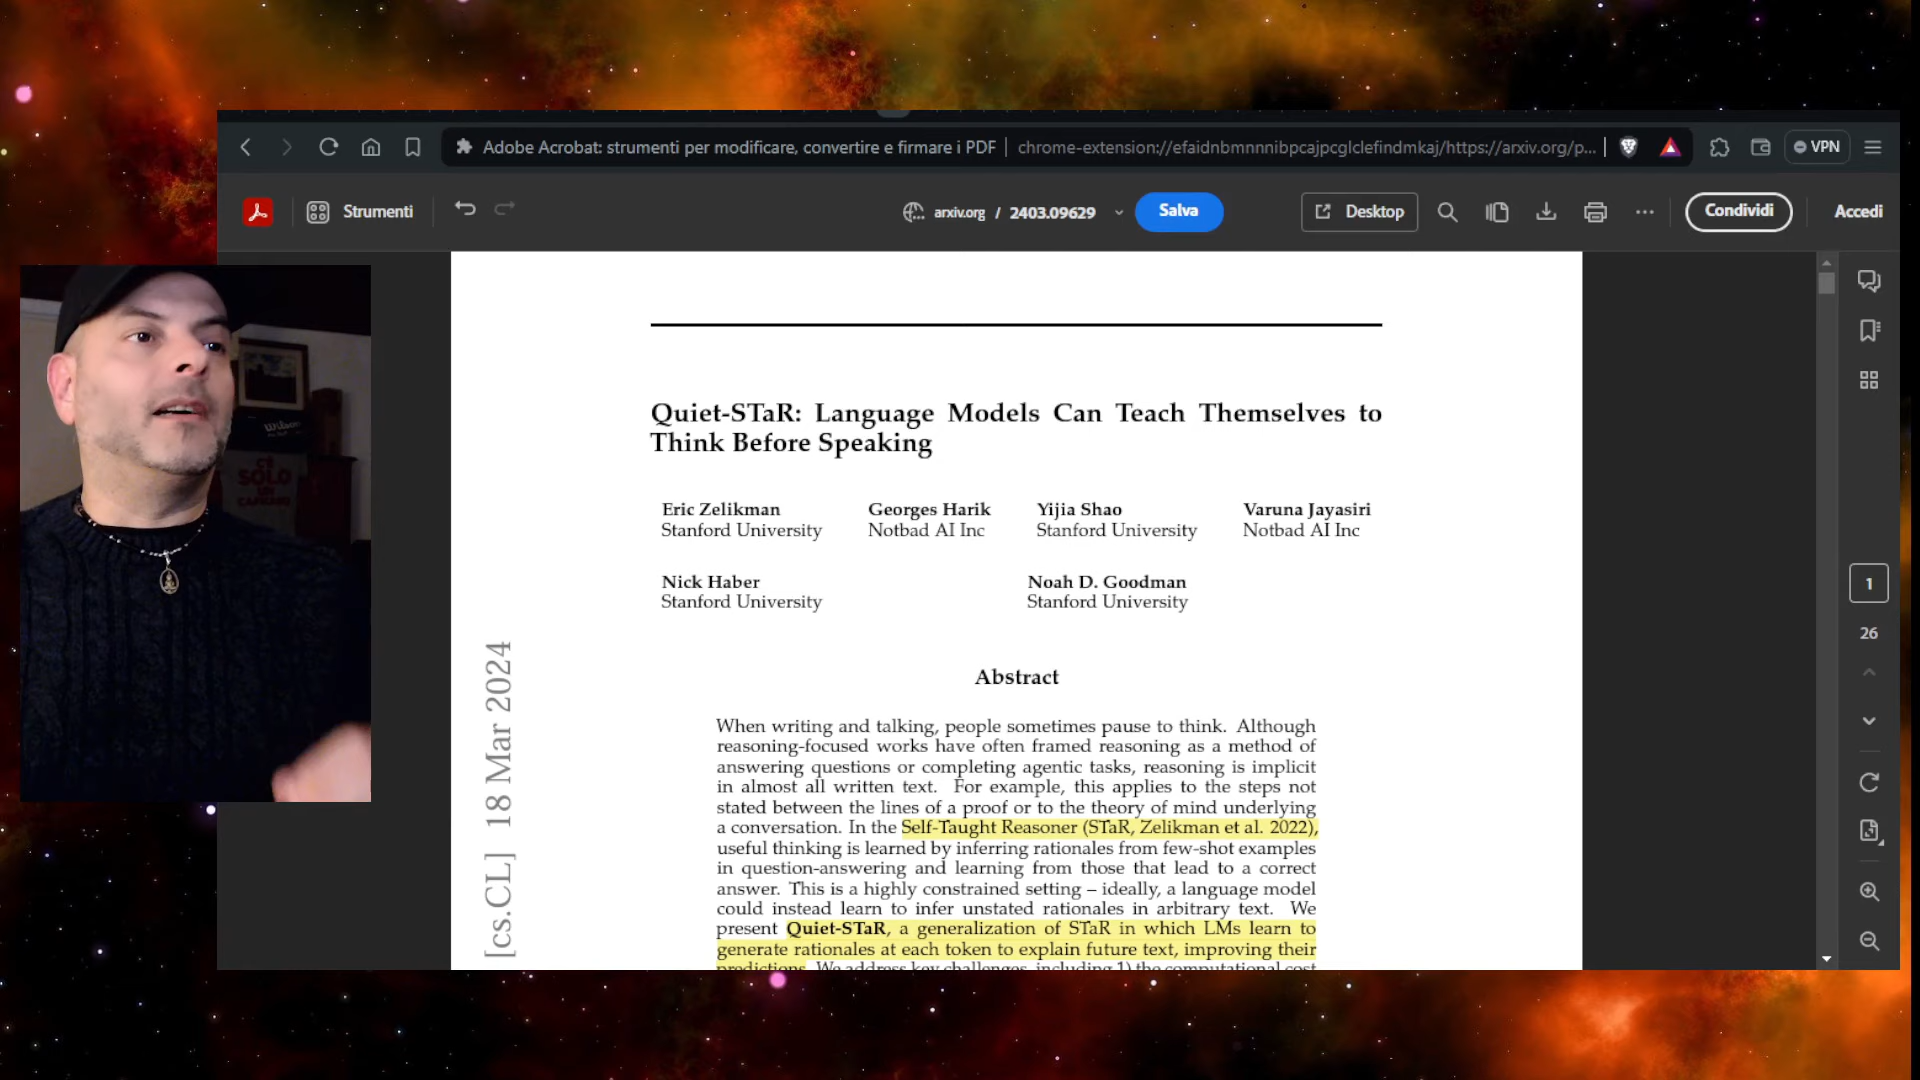 Adobe Acrobat: strumenti per modificare, convertire e firmare i PDF | chrome-extension://efaidnbmnnnibpcajpcglclefindmkaj/https://arxiv.org/p... VPN
Strumenti arxiv.org / 2403.09629 Salva Desktop Condividi Accedi
Quiet-STaR: Language Models Can Teach Themselves to
Think Before Speaking
Eric Zelikman Georges Harik Yijia Shao Varuna Jayasiri
Stanford University Notbad AI Inc Stanford University Notbad AI Inc
Nick Haber Noah D. Goodman
Stanford University Stanford University
Abstract
When writing and talking, people sometimes pause to think. Although
reasoning-focused works have often framed reasoning as a method of
answering questions or completing agentic tasks, reasoning is implicit
in almost all written text. For example, this applies to the steps not
stated between the lines of a proof or to the theory of mind underlying
a conversation. In the Self-Taught Reasoner (STaR, Zelikman et al. 2022),
useful thinking is learned by inferring rationales from few-shot examples
in question-answering and learning from those that lead to a correct
answer. This is a highly constrained setting – ideally, a language model
could instead learn to infer unstated rationales in arbitrary text. We
present Quiet-STaR, a generalization of STaR in which LMs learn to
generate rationales at each token to explain future text, improving their
predictions. We address key challenges, including 1) the computational cost
[cs.CL] 18 Mar 2024
1
26
Wilson
C'È
SOLO
UN
CAPITANO